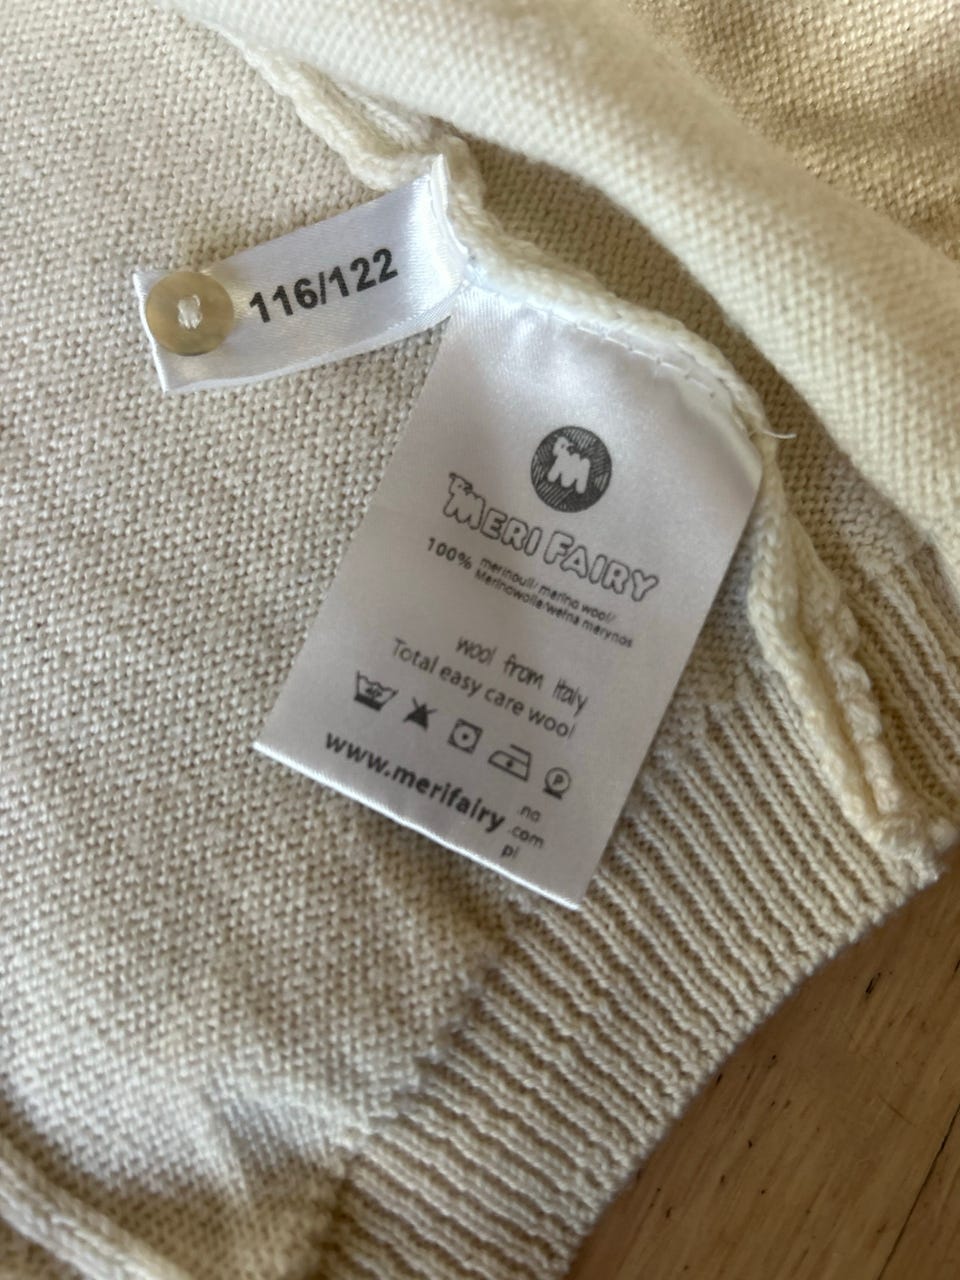 116/122
M
MERI FAIRY
100% merinoull/merino wool/
Merinowolle/wełna merynos
wool from Italy
Total easy care wool
40
P
www.merifairy .no
.com
pl